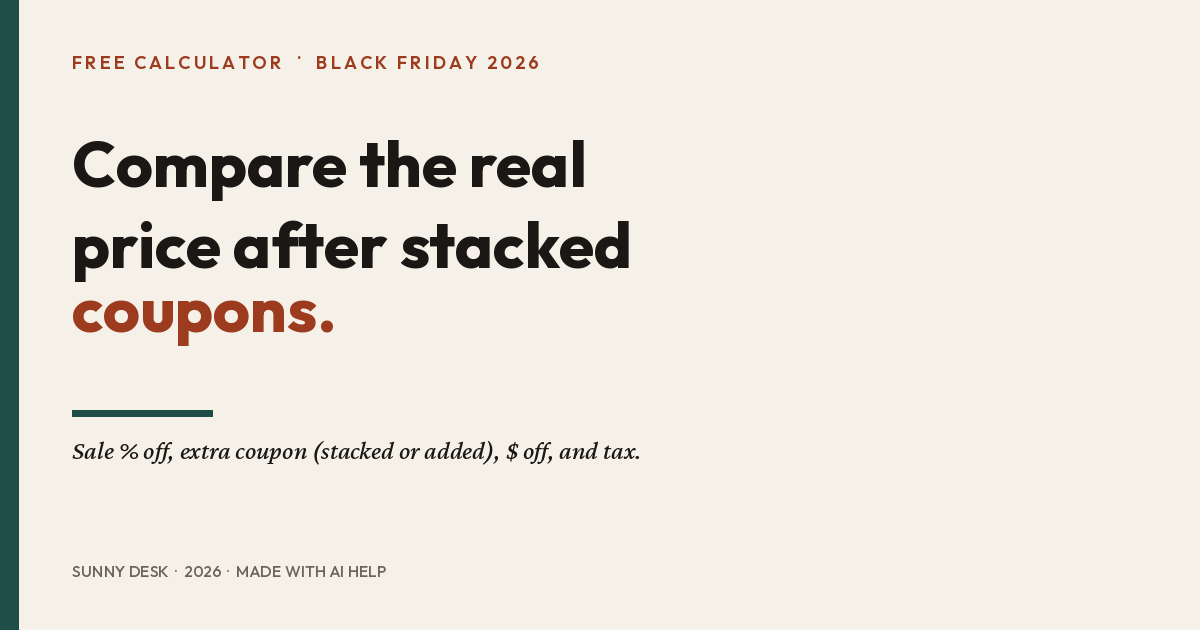 FREE CALCULATOR · BLACK FRIDAY 2026
Compare the real
price after stacked
coupons.
Sale % off, extra coupon (stacked or added), $ off, and tax.
SUNNY DESK · 2026 · MADE WITH AI HELP